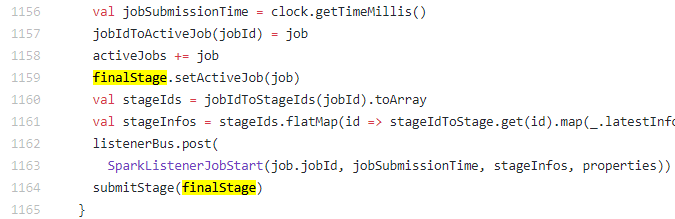 1156 val jobSubmissionTime = clock.getTimeMillis()
1157 jobIdToActiveJob(jobId) = job
1158 activeJobs += job
1159 finalStage.setActiveJob(job)
1160 val stageIds = jobIdToStageIds(jobId).toArray
1161 val stageInfos = stageIds.flatMap(id => stageIdToStage.get(id).map(_.latestInfo
1162 listenerBus.post(
1163 SparkListenerJobStart(job.jobId, jobSubmissionTime, stageInfos, properties))
1164 submitStage(finalStage)
1165 }